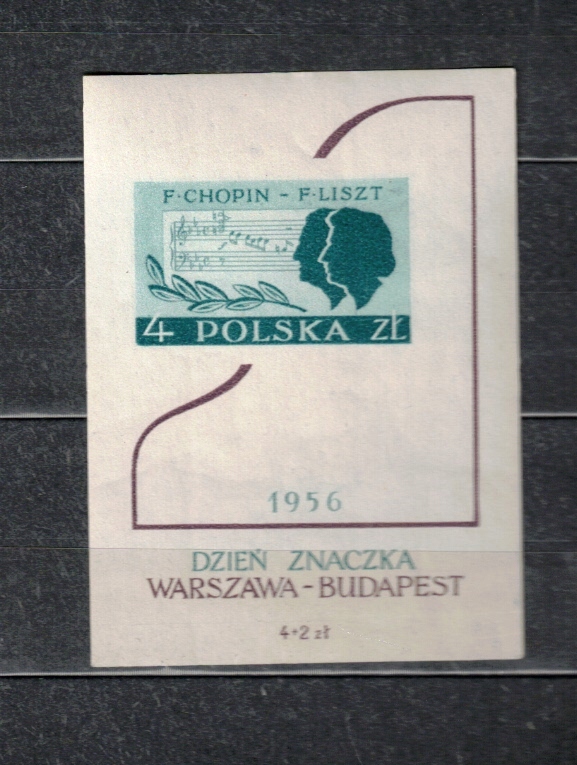 F·CHOPIN - F·LISZT
4 POLSKA ZŁ
1956
DZIEŃ ZNACZKA
WARSZAWA-BUDAPEST
4+2 zł